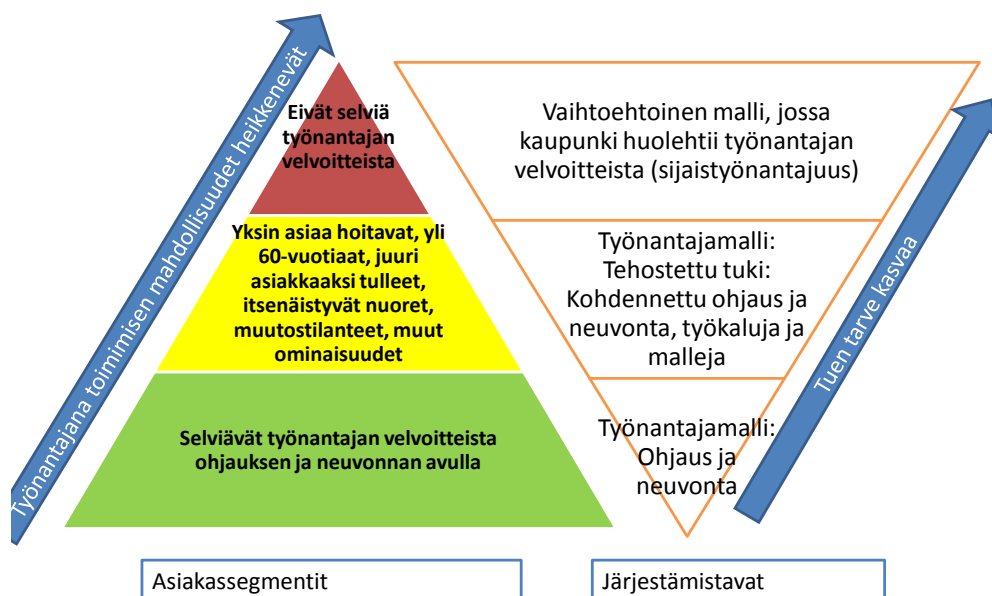 Työnantajana toimimisen mahdollisuudet heikkenevät
Eivät selviä
työnantajan
velvoitteista
Yksin asiaa hoitavat, yli
60-vuotiaat, juuri
asiakkaaksi tulleet,
itsenäistyvät nuoret,
muutostilanteet, muut
ominaisuudet
Selviävät työnantajan velvoitteista
ohjauksen ja neuvonnan avulla
Vaihtoehtoinen malli, jossa
kaupunki huolehtii työnantajan
velvoitteista (sijaistyönantajuus)
Työnantajamalli:
Tehostettu tuki:
Kohdennettu ohjaus ja
neuvonta, työkaluja ja
malleja
Työnantajamalli:
Ohjaus ja
neuvonta
Tuen tarve kasvaa
Asiakassegmentit
Järjestämistavat